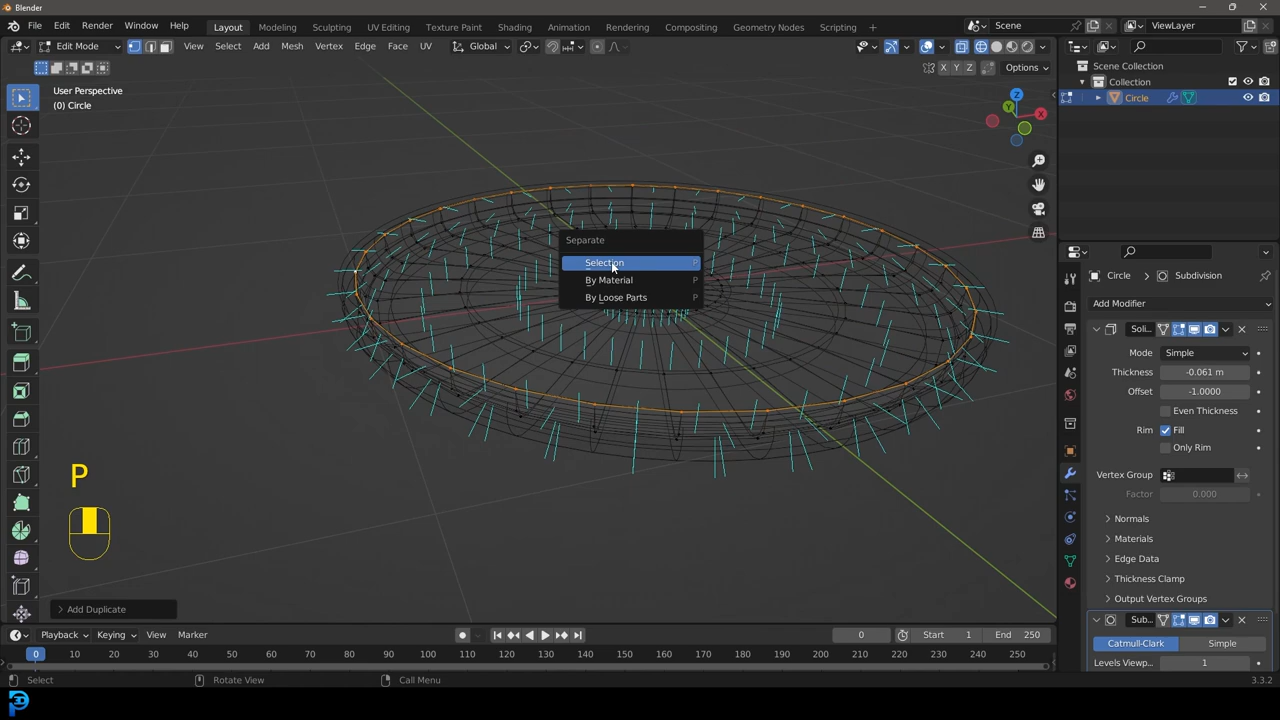 Blender
File Edit Render Window Help Layout Modeling Sculpting UV Editing Texture Paint Shading Animation Rendering Compositing Geometry Nodes Scripting + Scene ViewLayer
Edit Mode View Select Add Mesh Vertex Edge Face UV Global
X Y Z Options
User Perspective
(0) Circle
Z
Y
X
Scene Collection
Collection
Circle
Separate
Selection P
By Material P
By Loose Parts P
Circle > Subdivision
Add Modifier
Soli...
Mode Simple
Thickness -0.061 m
Offset -1.0000
Even Thickness
Rim Fill
Only Rim
Vertex Group
Factor 0.000
Normals
Materials
Edge Data
Thickness Clamp
Output Vertex Groups
Sub...
Catmull-Clark Simple
Levels Viewp... 1
P
> Add Duplicate
Playback Keying View Marker 0 Start 1 End 250
0 10 20 30 40 50 60 70 80 90 100 110 120 130 140 150 160 170 180 190 200 210 220 230 240 250
Select Rotate View Call Menu 3.3.2